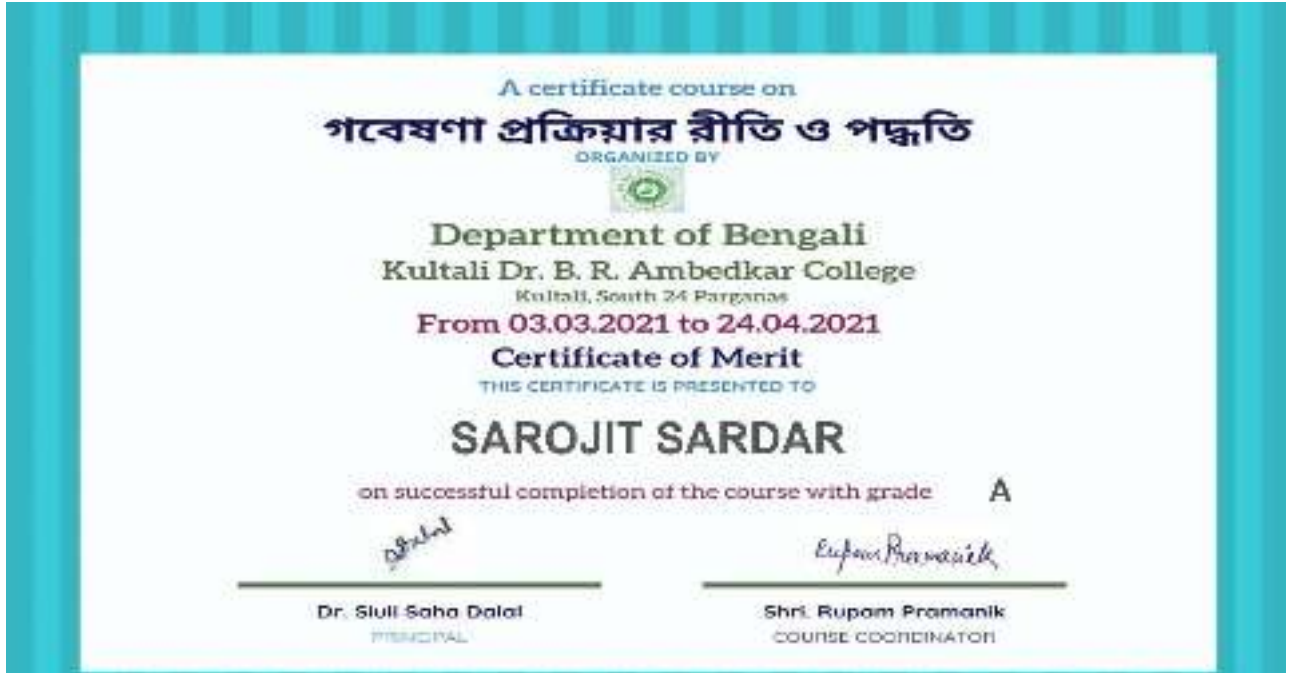 A certificate course on
গবেষণা প্রক্রিয়ার রীতি ও পদ্ধতি
ORGANIZED BY
Department of Bengali
Kultali Dr. B. R. Ambedkar College
Kultali, South 24 Parganas
From 03.03.2021 to 24.04.2021
Certificate of Merit
THIS CERTIFICATE IS PRESENTED TO
SAROJIT SARDAR
on successful completion of the course with grade A
Rupam Pramanik
Dr. Siuli Saha Dalal
Shri. Rupam Pramanik
PRINCIPAL
COURSE COORDINATOR